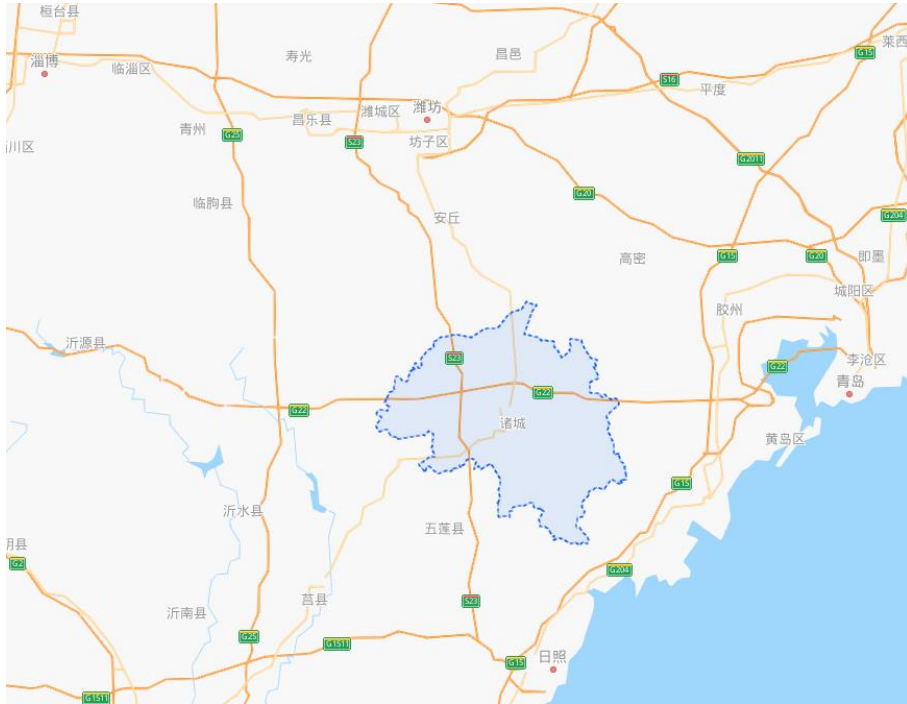 桓台县
莱西
G15
淄博
临淄区
寿光
昌邑
S16
平度
昌乐县
潍城区
潍坊
青州
G25
S23
坊子区
川区
G2011
临朐县
G20
安丘
G204
高密
G15
G20
即墨
城阳区
胶州
沂源县
S23
G22
李沧区
青岛
G22
G22
诸城
黄岛区
G15
沂水县
五莲县
G2
G204
莒县
S23
沂南县
G25
G1511
G15
日照
G1511